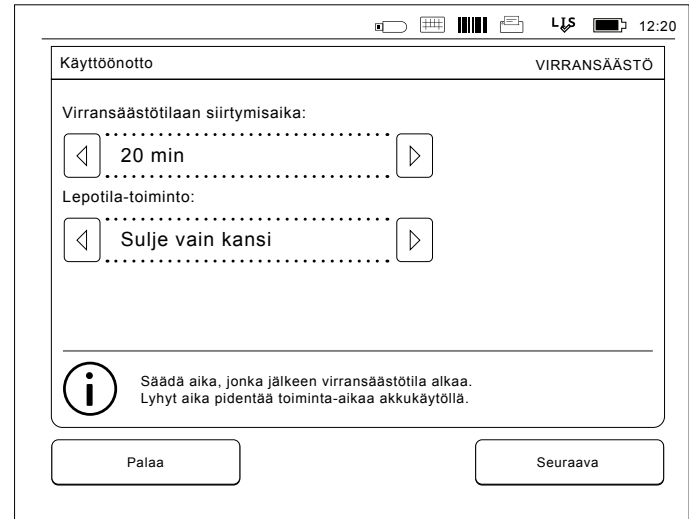 LIS 12:20
Käyttöönotto VIRRANSÄÄSTÖ
Virransäästötilaan siirtymisaika:
20 min
Lepotila-toiminto:
Sulje vain kansi
Säädä aika, jonka jälkeen virransäästötila alkaa.
Lyhyt aika pidentää toiminta-aikaa akkukäytöllä.
Palaa Seuraava